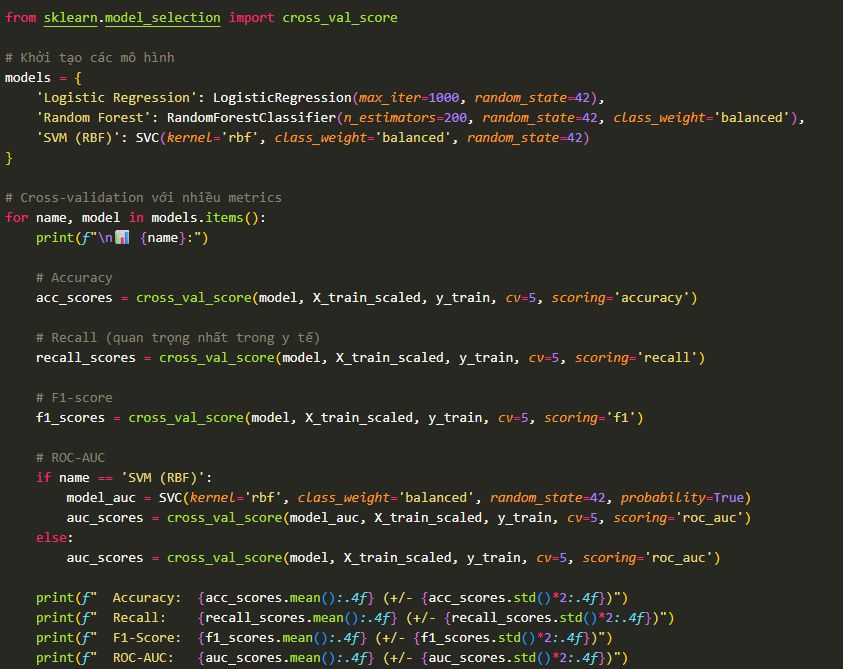 from sklearn.model_selection import cross_val_score

# Khởi tạo các mô hình
models = {
    'Logistic Regression': LogisticRegression(max_iter=1000, random_state=42),
    'Random Forest': RandomForestClassifier(n_estimators=200, random_state=42, class_weight='balanced'),
    'SVM (RBF)': SVC(kernel='rbf', class_weight='balanced', random_state=42)
}

# Cross-validation với nhiều metrics
for name, model in models.items():
    print(f"\n📊 {name}:")

    # Accuracy
    acc_scores = cross_val_score(model, X_train_scaled, y_train, cv=5, scoring='accuracy')

    # Recall (quan trọng nhất trong y tế)
    recall_scores = cross_val_score(model, X_train_scaled, y_train, cv=5, scoring='recall')

    # F1-score
    f1_scores = cross_val_score(model, X_train_scaled, y_train, cv=5, scoring='f1')

    # ROC-AUC
    if name == 'SVM (RBF)':
        model_auc = SVC(kernel='rbf', class_weight='balanced', random_state=42, probability=True)
        auc_scores = cross_val_score(model_auc, X_train_scaled, y_train, cv=5, scoring='roc_auc')
    else:
        auc_scores = cross_val_score(model, X_train_scaled, y_train, cv=5, scoring='roc_auc')

    print(f"  Accuracy:  {acc_scores.mean():.4f} (+/- {acc_scores.std()*2:.4f})")
    print(f"  Recall:    {recall_scores.mean():.4f} (+/- {recall_scores.std()*2:.4f})")
    print(f"  F1-Score:  {f1_scores.mean():.4f} (+/- {f1_scores.std()*2:.4f})")
    print(f"  ROC-AUC:   {auc_scores.mean():.4f} (+/- {auc_scores.std()*2:.4f})")